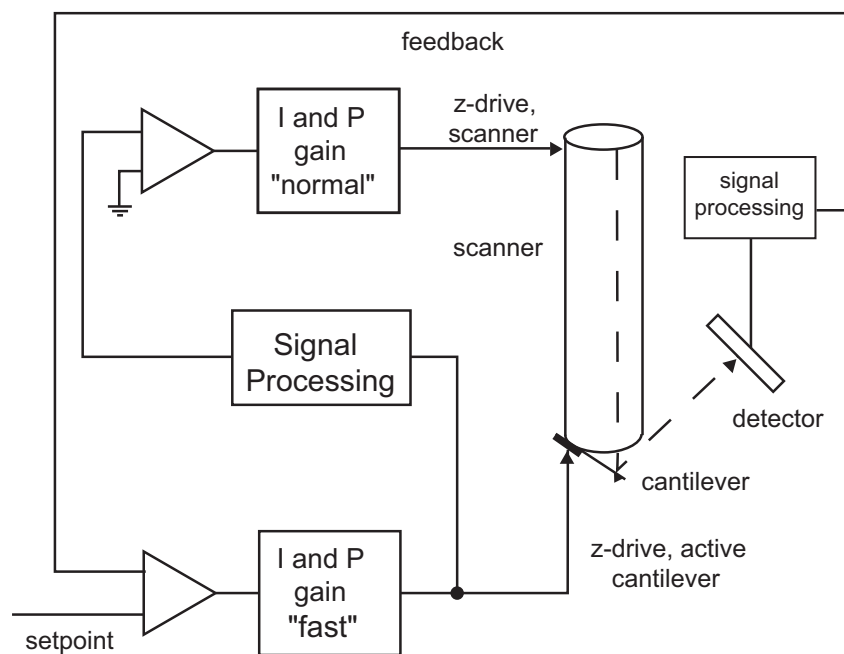 feedback
I and P
gain
"normal"
z-drive,
scanner
signal
processing
scanner
Signal
Processing
detector
cantilever
I and P
gain
"fast"
z-drive, active
cantilever
setpoint